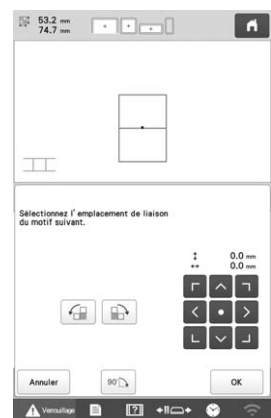 53.2 mm
74.7 mm
Sélectionnez l'emplacement de liaison
du motif suivant.
0.0 mm
0.0 mm
Annuler
90°
OK
Verrouillage